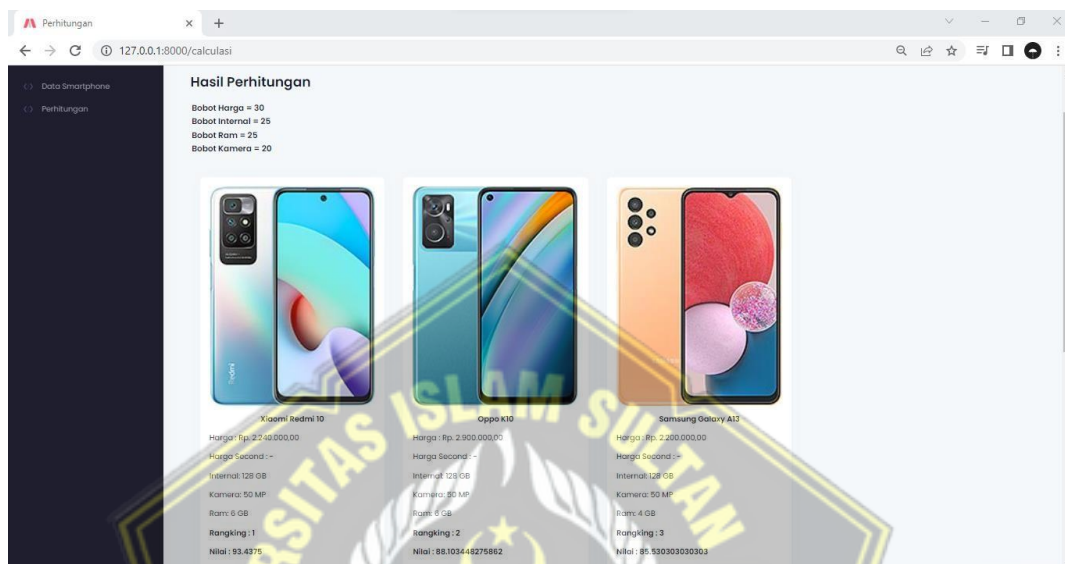 Perhitungan
127.0.0.1:8000/calculasi
Data Smartphone
Perhitungan
Hasil Perhitungan
Bobot Harga = 30
Bobot Internal = 25
Bobot Ram = 25
Bobot Kamera = 20
Redmi
Xiaomi Redmi 10
Harga : Rp. 2.240.000,00
Harga Second : -
Internal: 128 GB
Kamera: 50 MP
Ram: 6 GB
Rangking : 1
Nilai : 93.4375
Oppo K10
Harga : Rp. 2.900.000,00
Harga Second : -
Internal: 128 GB
Kamera: 50 MP
Ram: 8 GB
Rangking : 2
Nilai : 88.103448275862
Samsung Galaxy A13
Harga : Rp. 2.200.000,00
Harga Second : -
Internal: 128 GB
Kamera: 50 MP
Ram: 4 GB
Rangking : 3
Nilai : 85.530303030303
SITAS ISLAM SULTAN